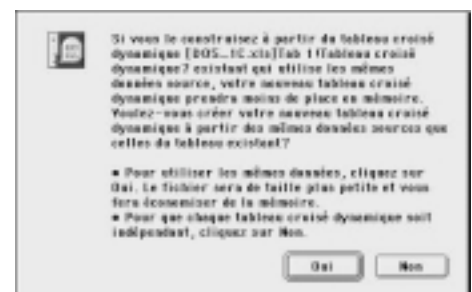 Si vous le construisez à partir du tableau croisé
dynamique [DOS_1C.xls]Tab 1!Tableau croisé
dynamique7 existant qui utilise les mêmes
données source, votre nouveau tableau croisé
dynamique prendra moins de place en mémoire.
Voulez-vous créer votre nouveau tableau croisé
dynamique à partir des mêmes données sources que
celles du tableau existant?
• Pour utiliser les mêmes données, cliquez sur
Oui. Le fichier sera de taille plus petite et vous
fera économiser de la mémoire.
• Pour que chaque tableau croisé dynamique soit
indépendant, cliquez sur Non.
Oui
Non